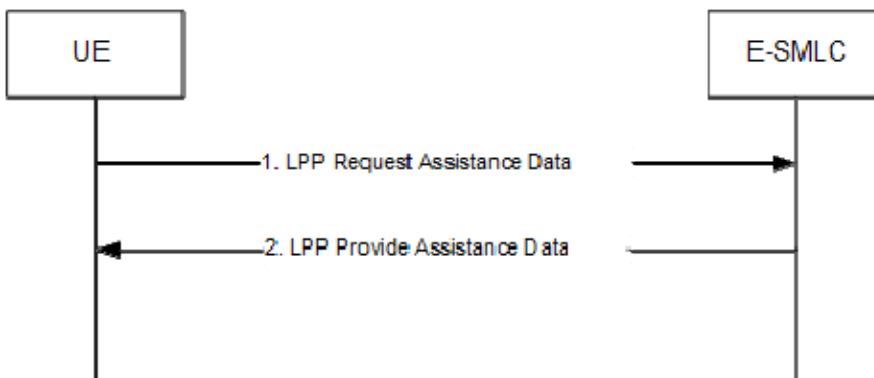 UE
E-SMLC
1. LPP Request Assistance Data
2. LPP Provide Assistance Data